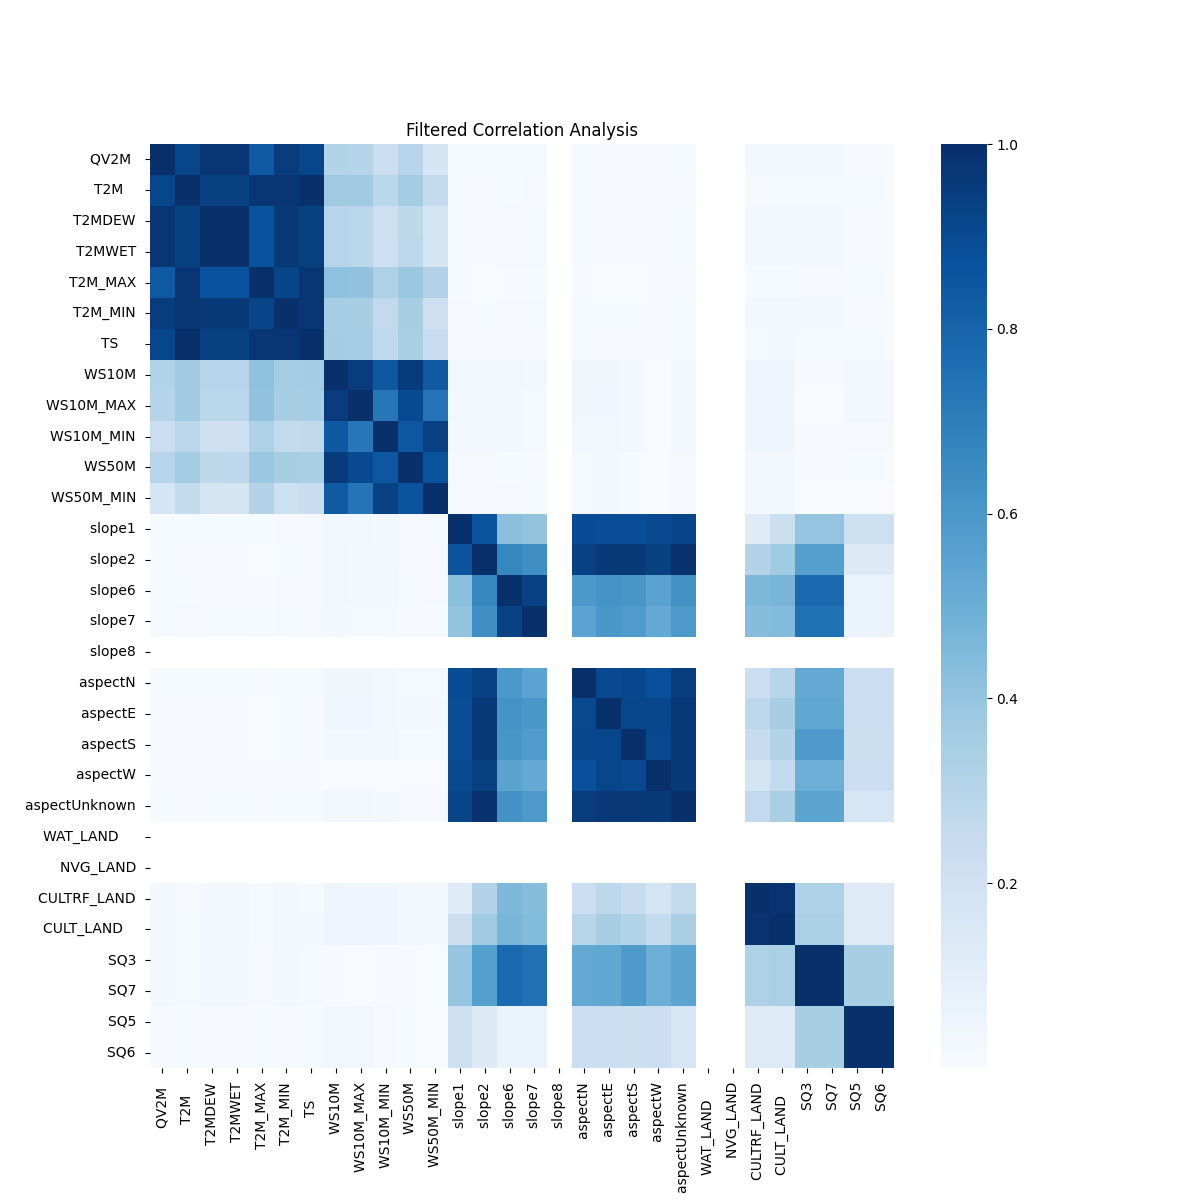 Filtered Correlation Analysis
QV2M
T2M
T2MDEW
T2MWET
T2M_MAX
T2M_MIN
TS
WS10M
WS10M_MAX
WS10M_MIN
WS50M
WS50M_MIN
slope1
slope2
slope6
slope7
slope8
aspectN
aspectE
aspectS
aspectW
aspectUnknown
WAT_LAND
NVG_LAND
CULTRF_LAND
CULT_LAND
SQ3
SQ7
SQ5
SQ6
QV2M
T2M
T2MDEW
T2MWET
T2M_MAX
T2M_MIN
TS
WS10M
WS10M_MAX
WS10M_MIN
WS50M
WS50M_MIN
slope1
slope2
slope6
slope7
slope8
aspectN
aspectE
aspectS
aspectW
aspectUnknown
WAT_LAND
NVG_LAND
CULTRF_LAND
CULT_LAND
SQ3
SQ7
SQ5
SQ6
1.0
0.8
0.6
0.4
0.2